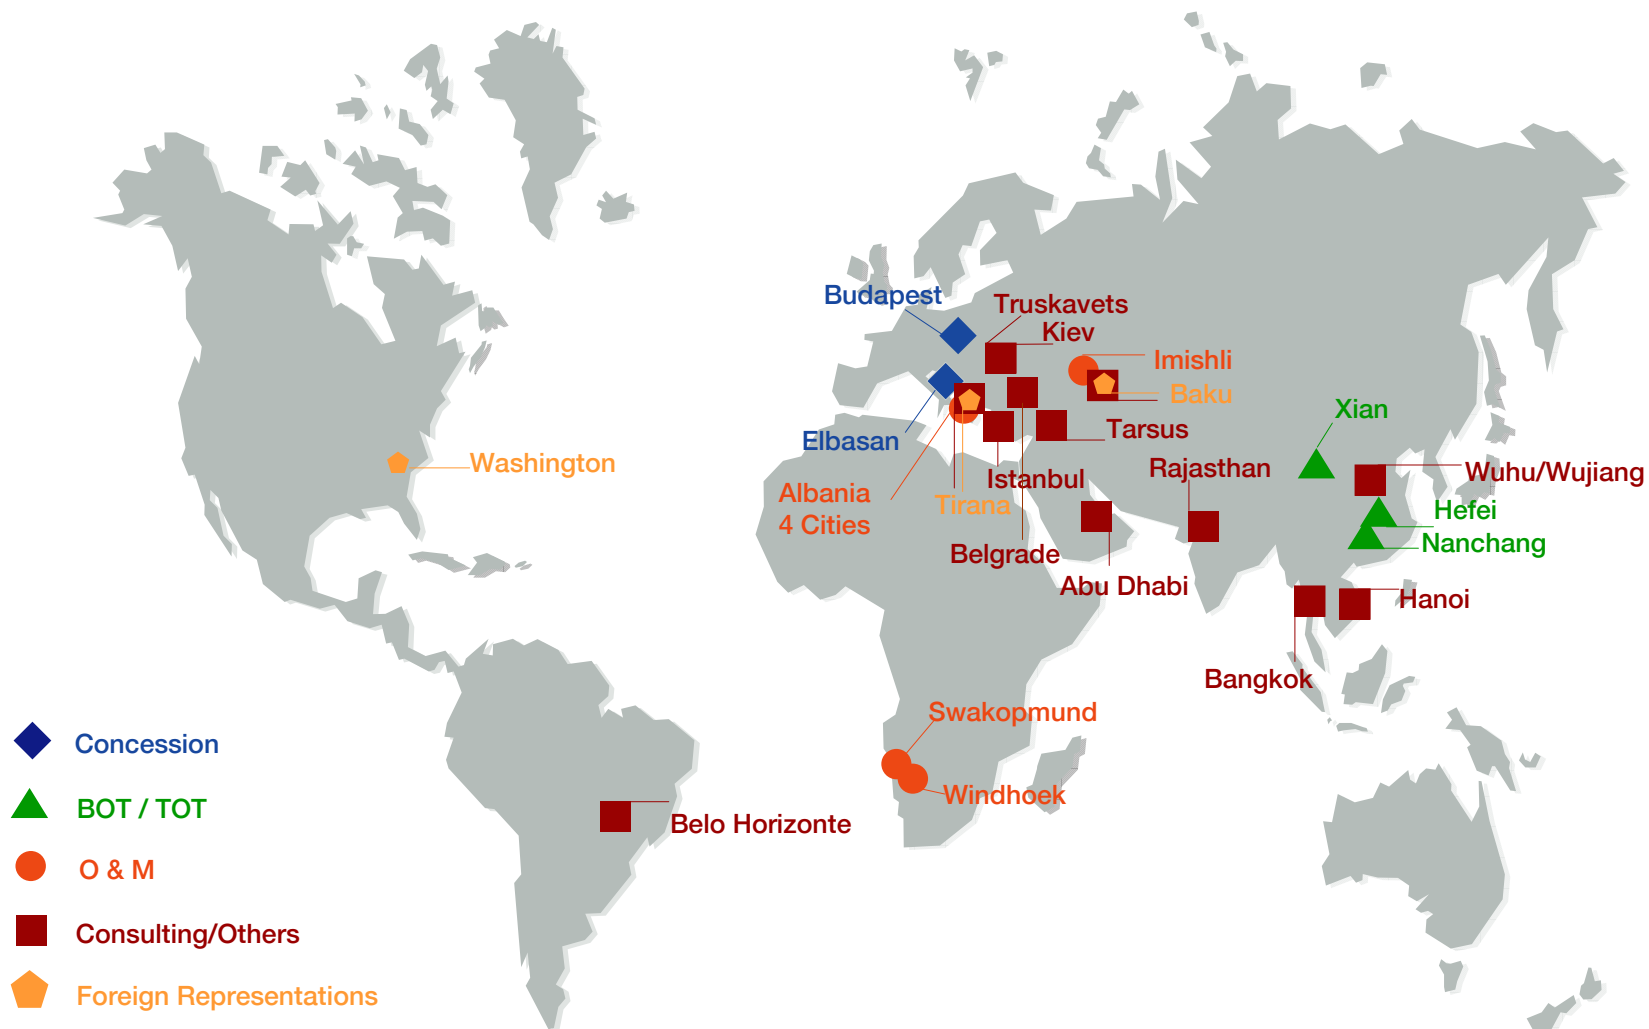 Budapest
Truskavets
Kiev
Imishli
Baku
Xian
Elbasan
Tarsus
Washington
Istanbul
Rajasthan
Wuhu/Wujiang
Albania
4 Cities
Tirana
Hefei
Nanchang
Belgrade
Abu Dhabi
Hanoi
Bangkok
Swakopmund
Windhoek
Belo Horizonte
Concession
BOT / TOT
O & M
Consulting/Others
Foreign Representations